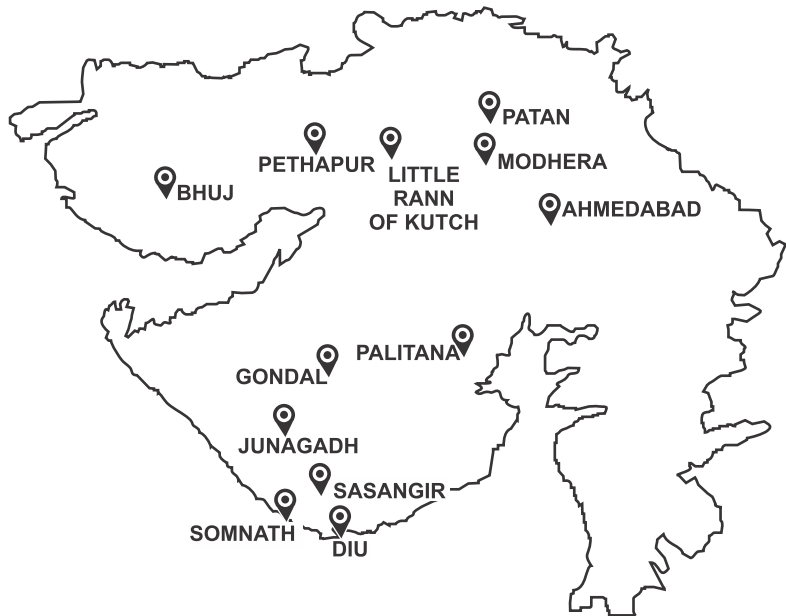 PATAN
PETHAPUR
MODHERA
LITTLE
RANN
OF KUTCH
BHUJ
AHMEDABAD
PALITANA
GONDAL
JUNAGADH
SASANGIR
SOMNATH
DIU